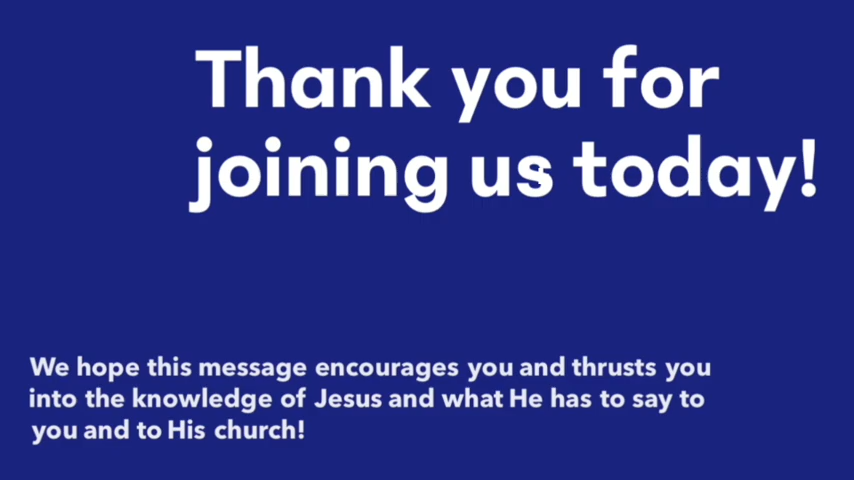 Thank you for
joining us today!
We hope this message encourages you and thrusts you
into the knowledge of Jesus and what He has to say to
you and to His church!